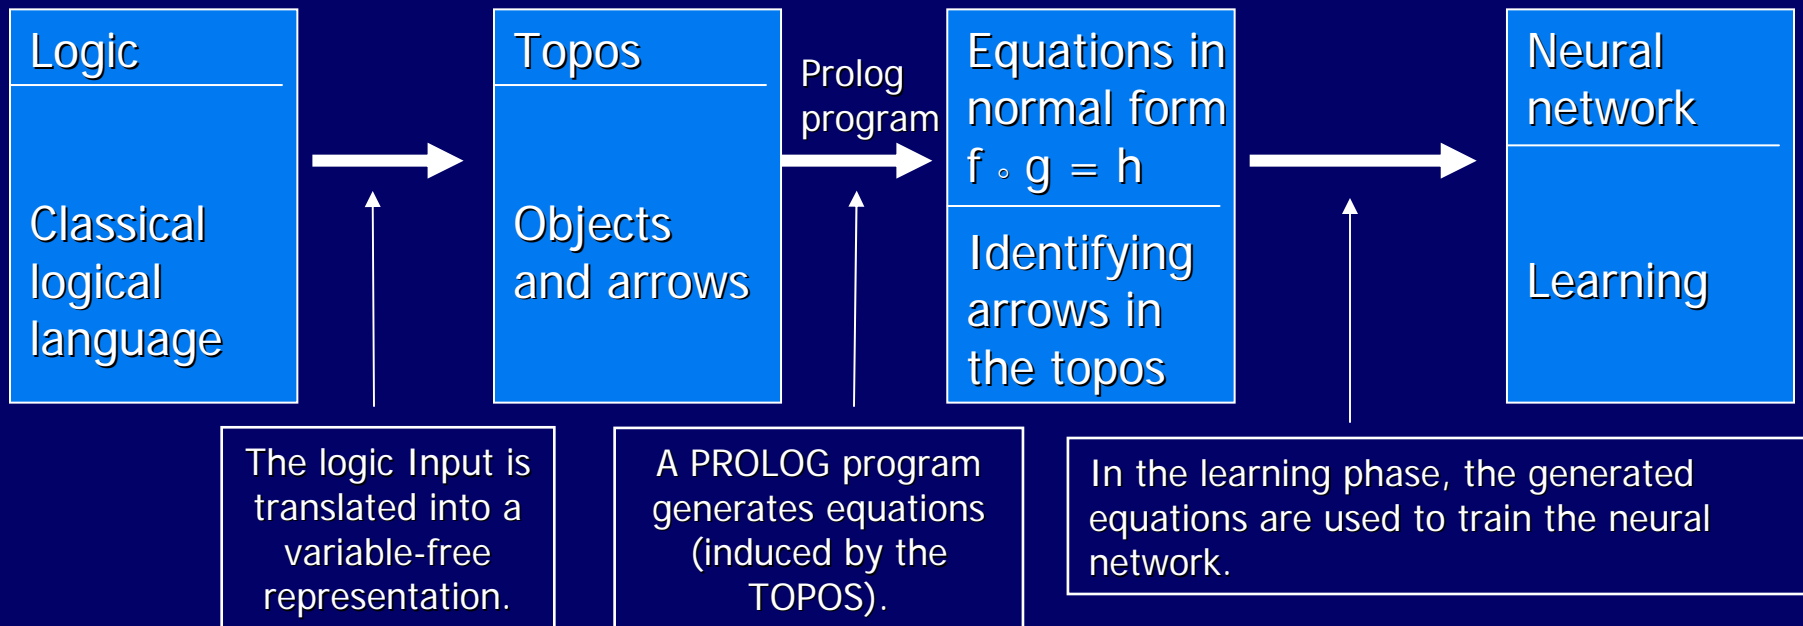 Logic
Classical
logical
language
Topos
Objects
and arrows
Prolog
program
Equations in
normal form
f ∘ g = h
Identifying
arrows in
the topos
Neural
network
Learning
The logic Input is
translated into a
variable-free
representation.
A PROLOG program
generates equations
(induced by the
TOPOS).
In the learning phase, the generated
equations are used to train the neural
network.